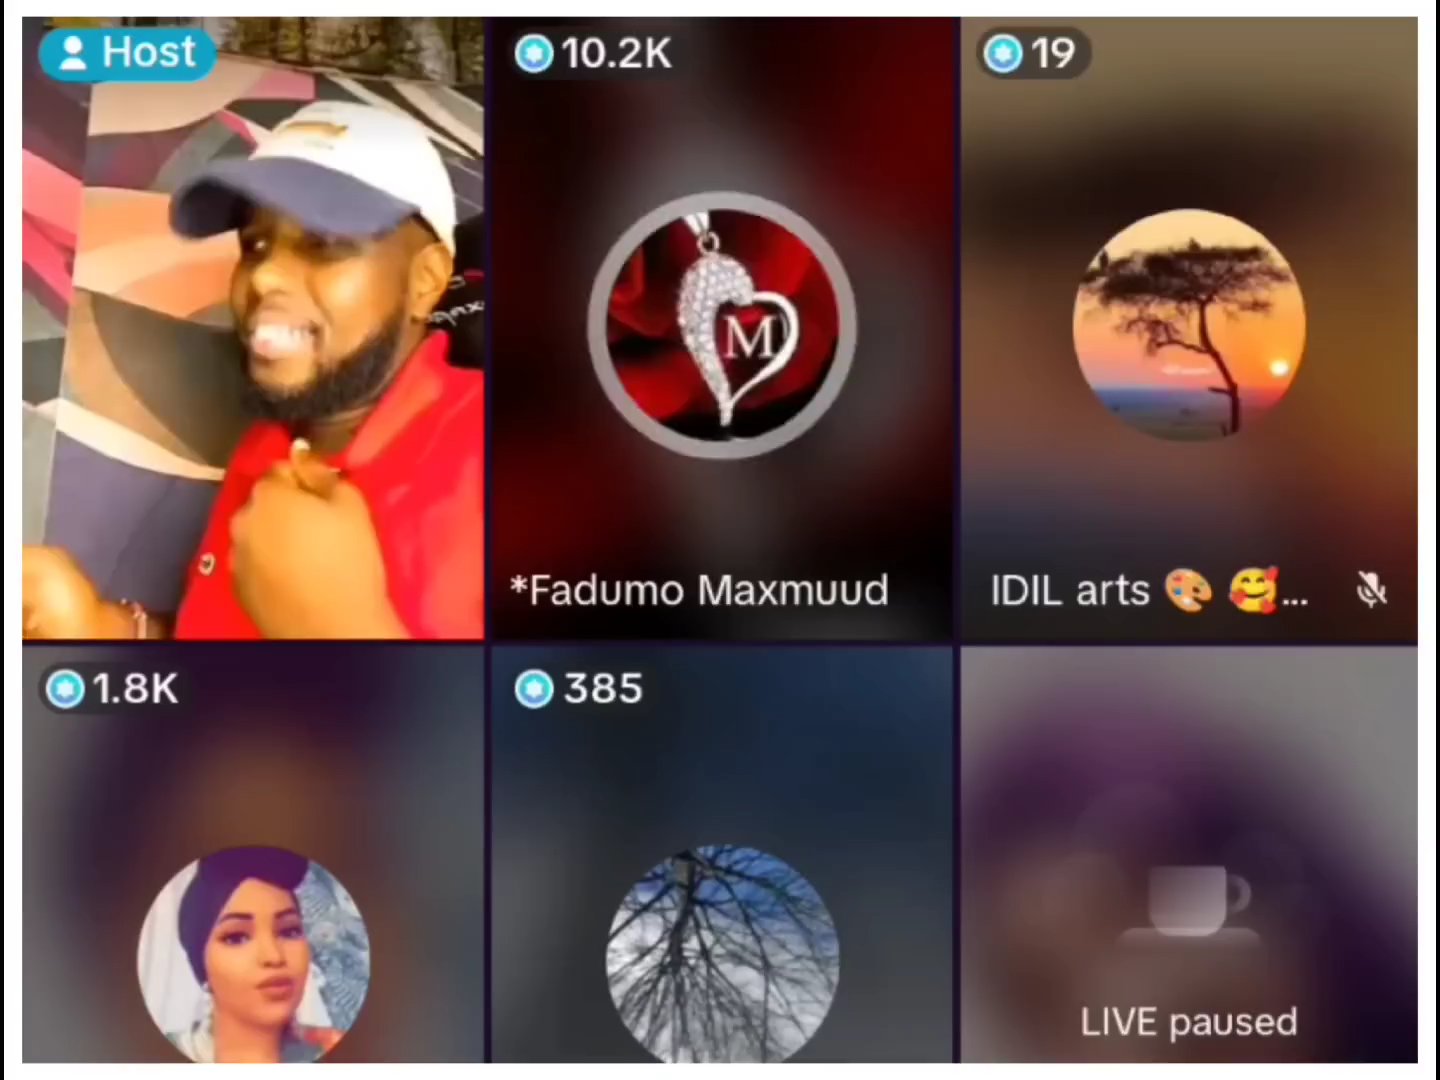 Host
10.2K
19
M
*Fadumo Maxmuud
IDIL arts 🎨 🥰...
1.8K
385
LIVE paused